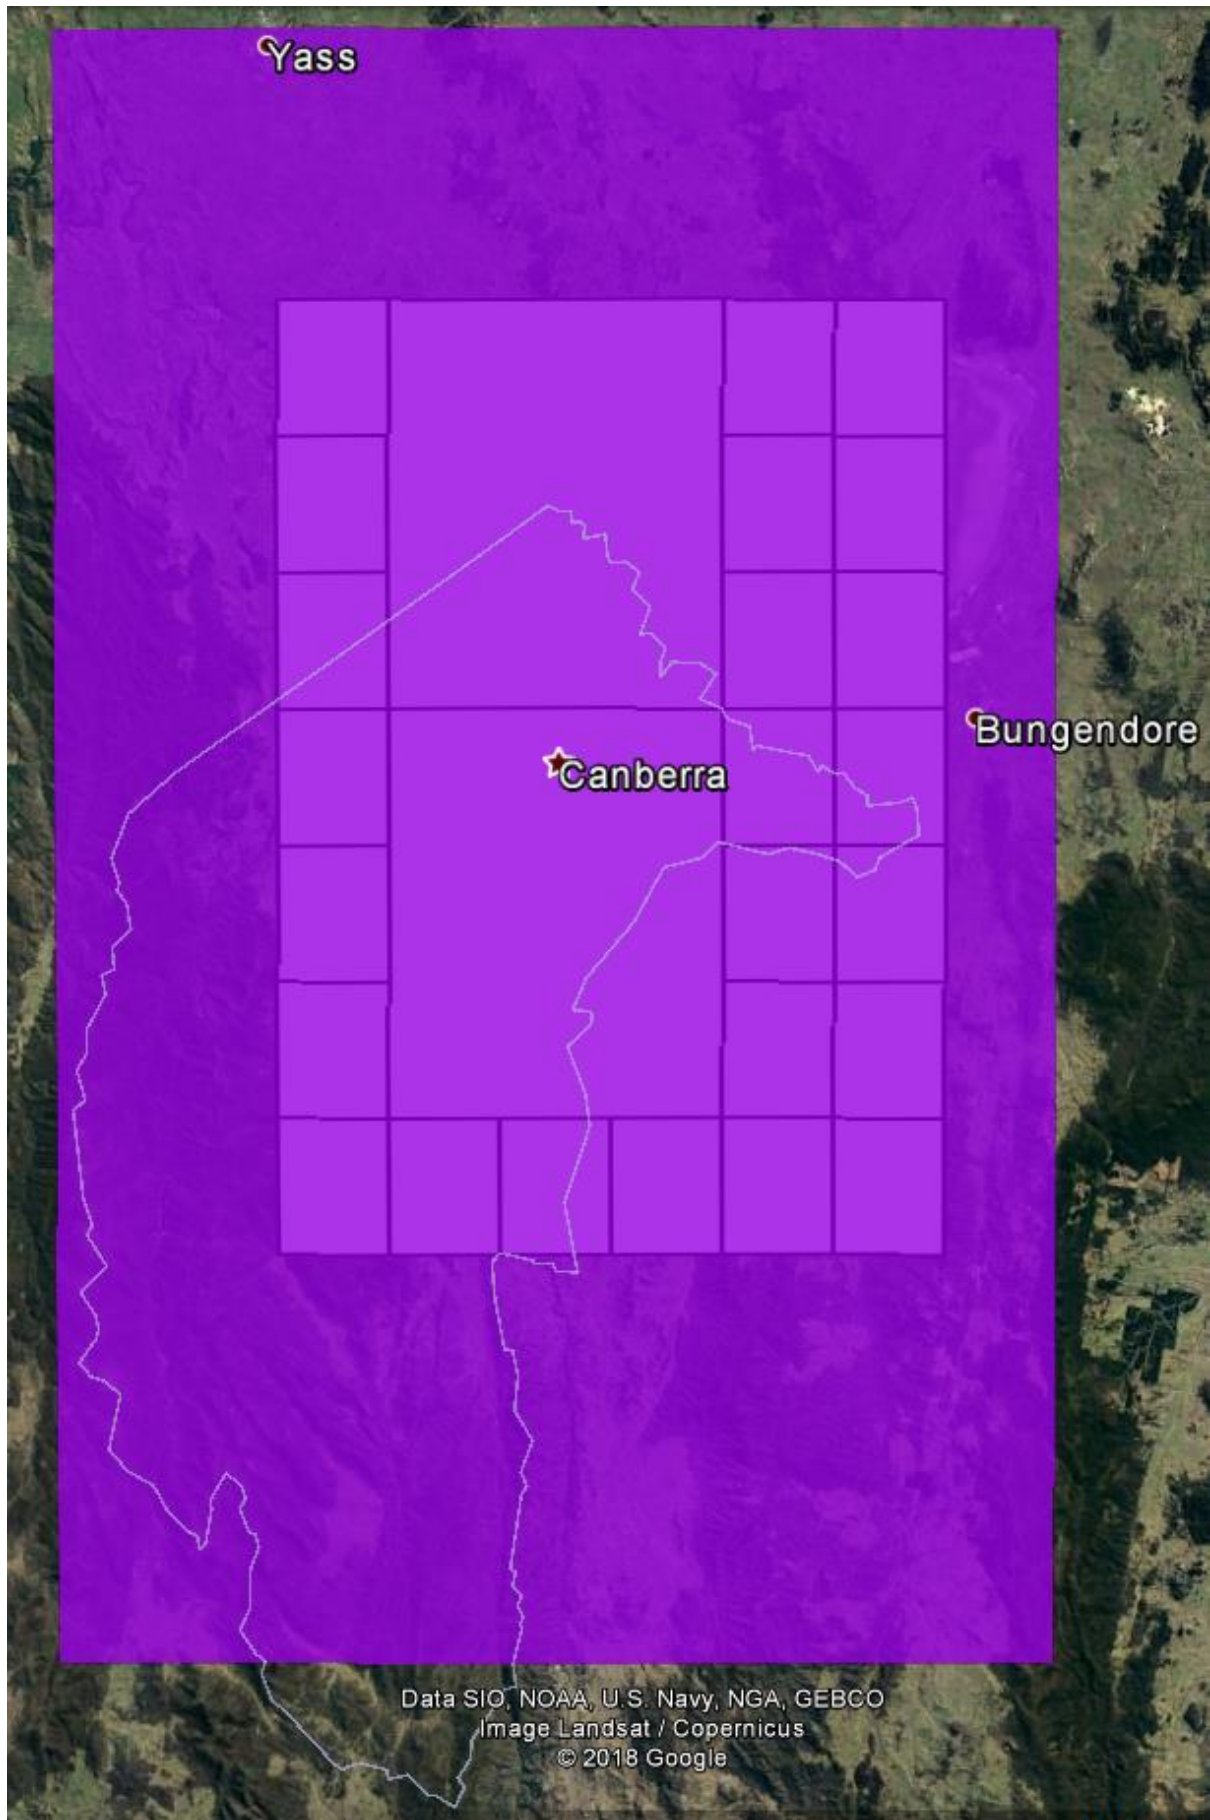 Yass
Bungendore
Canberra
Data SIO, NOAA, U.S. Navy, NGA, GEBCO
Image Landsat / Copernicus
© 2018 Google